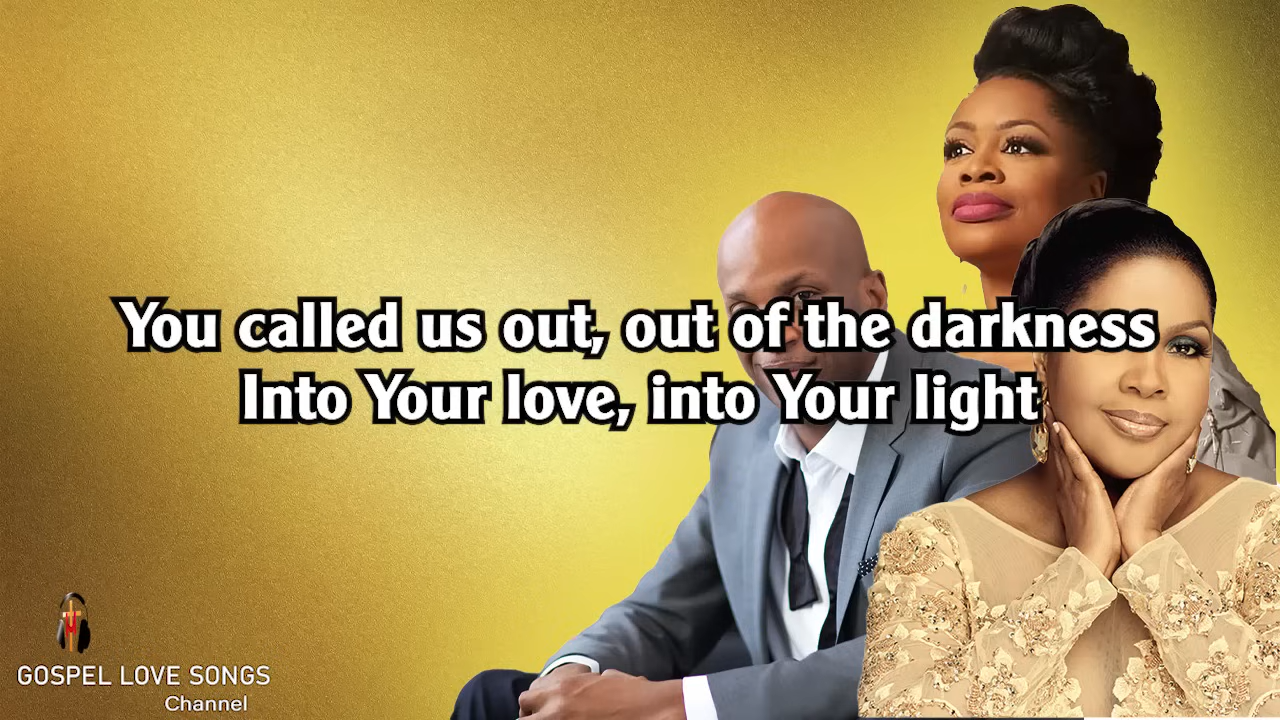 You called us out, out of the darkness
Into Your love, into Your light
GOSPEL LOVE SONGS
Channel